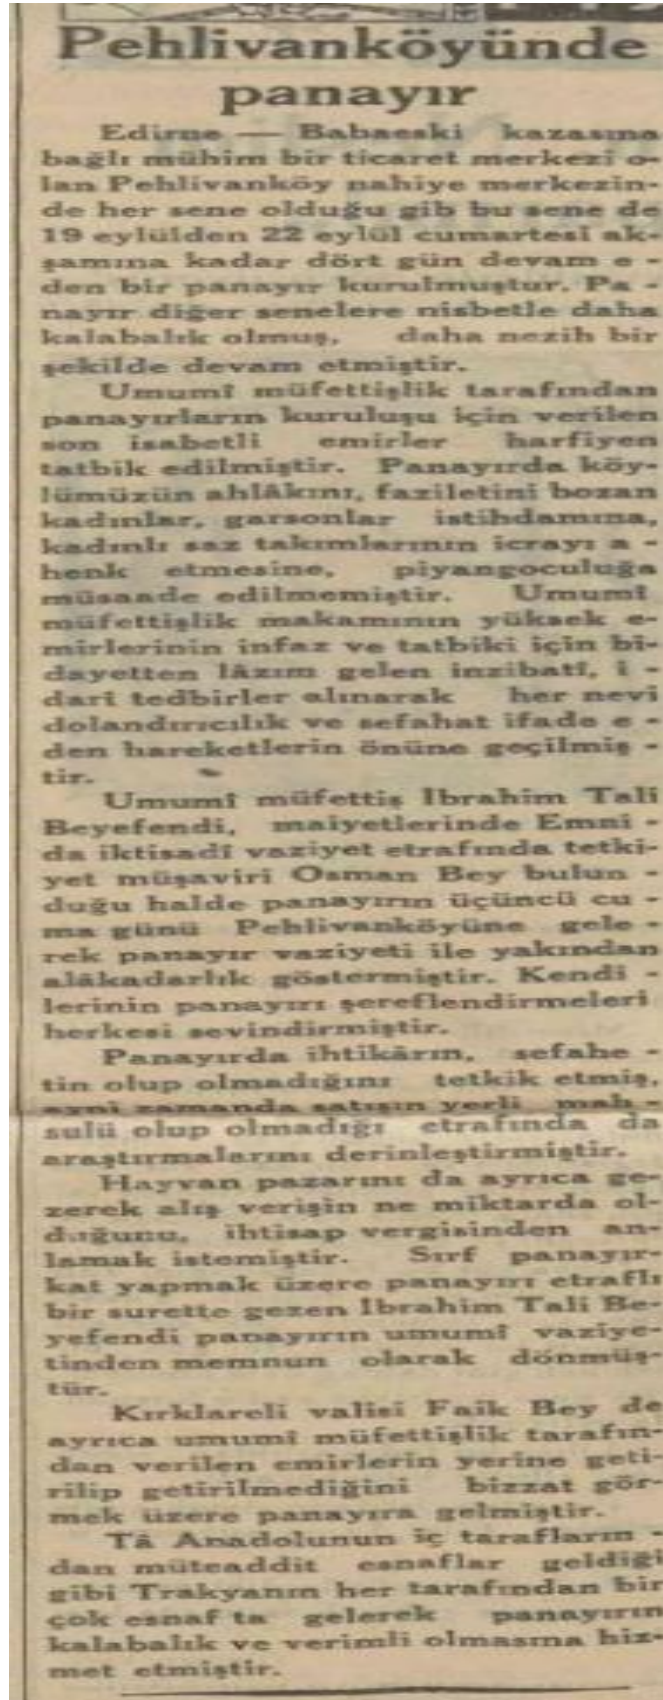 Pehlivanköyünde
panayır
Edirne — Babaeski kazasına
bağlı mühim bir ticaret merkezi o-
lan Pehlivanköy nahiye merkezin-
de her sene olduğu gib bu sene de
19 eylülden 22 eylül cumartesi ak-
şamına kadar dört gün devam e -
den bir panayır kurulmuştur. Pa -
nayır diğer senelere nisbetle daha
kalabalık olmuş, daha nezih bir
şekilde devam etmiştir.
Umumî müfettişlik tarafından
panayırların kuruluşu için verilen
son isabetli emirler harfiyen
tatbik edilmiştir. Panayırda köy-
lümüzün ahlâkını, faziletini bozan
kadınlar, garsonlar istihdamına,
kadınlı saz takımlarının icrayı a -
henk etmesine, piyangoculuğa
müsaade edilmemiştir. Umumî
müfettişlik makamının yüksek e-
mirlerinin infaz ve tatbiki için bi-
dayetten lâzım gelen inzibatî, i -
darî tedbirler alınarak her nevi
dolandırıcılık ve sefahat ifade e -
den hareketlerin önüne geçilmiş -
tir.
Umumî müfettiş İbrahim Tali
Beyefendi, maiyetlerinde Emni -
da iktisadî vaziyet etrafında tetki-
yet müşaviri Osman Bey bulun -
duğu halde panayırın üçüncü cu -
ma günü Pehlivanköyüne gele -
rek panayır vaziyeti ile yakından
alâkadarlık göstermiştir. Kendi -
lerinin panayırı şereflendirmeleri
herkesi sevindirmiştir.
Panayırda ihtikârın, sefahe -
tin olup olmadığını tetkik etmiş,
ayni zamanda satışın yerli mah -
sulü olup olmadığı etrafında da
araştırmalarını derinleştirmiştir.
Hayvan pazarını da ayrıca ge-
zerek alış verişin ne miktarda ol-
duğunu, ihtisap vergisinden an-
lamak istemiştir. Sırf panayır-
kat yapmak üzere panayırı etraflı
bir surette gezen İbrahim Tali Be-
yefendi panayırın umumî vaziye-
tinden memnun olarak dönmüş-
tür.
Kırklareli valisi Faik Bey de
ayrıca umumî müfettişlik tarafın-
dan verilen emirlerin yerine geti-
rilip getirilmediğini bizzat gör-
mek üzere panayıra gelmiştir.
Tâ Anadolunun iç tarafların -
dan müteaddit esnaflar geldiği
gibi Trakyanın her tarafından bir
çok esnaf ta gelerek panayırın
kalabalık ve verimli olmasına hiz-
met etmiştir.